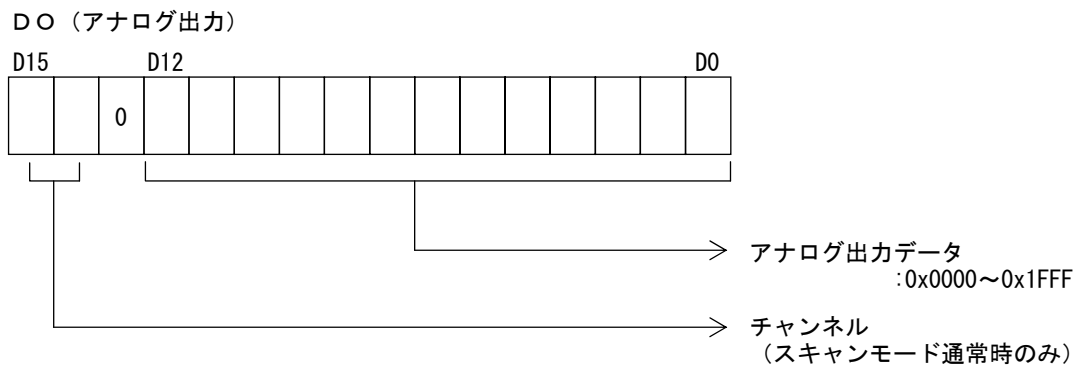 DO(アナログ出力)
D15 D12 D0
0
アナログ出力データ
:0x0000~0x1FFF
チャンネル
(スキャンモード通常時のみ)